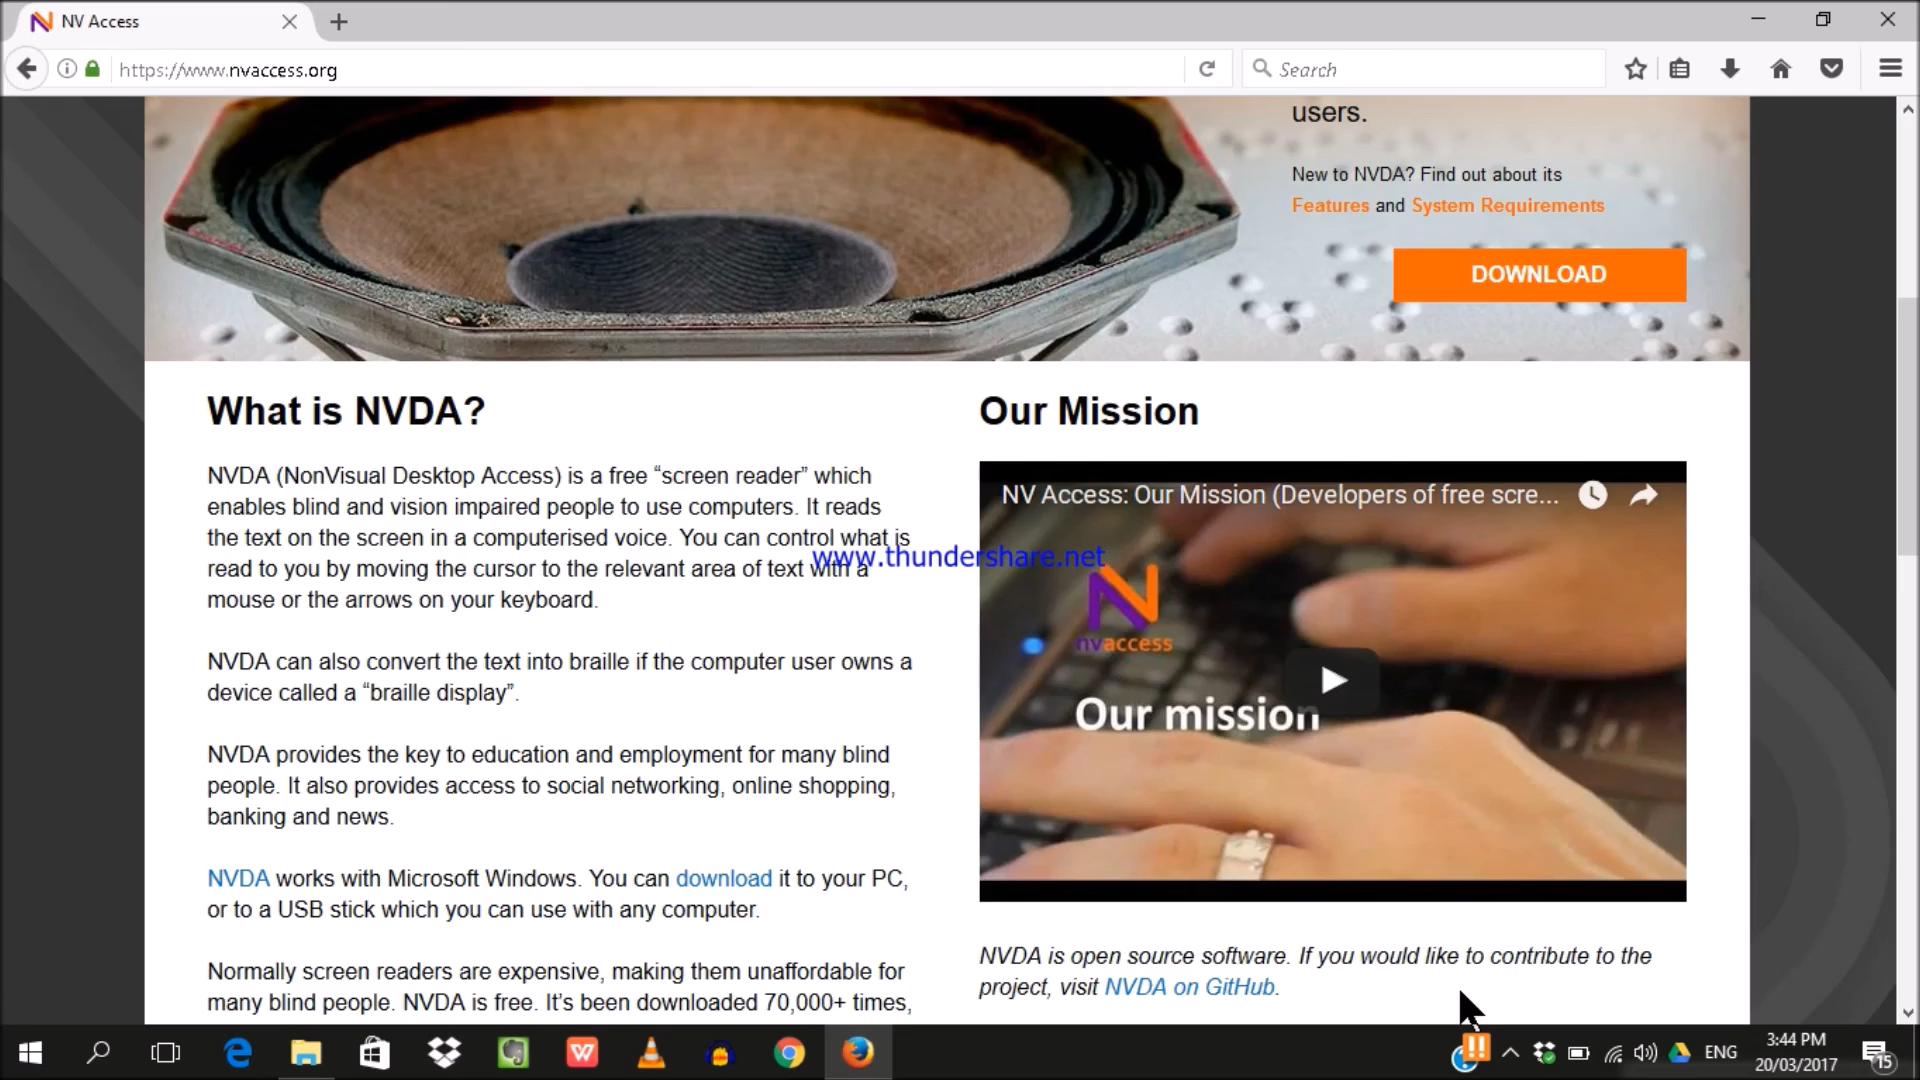 NV Access
https://www.nvaccess.org
Search
users.
New to NVDA? Find out about its
Features and System Requirements
DOWNLOAD
What is NVDA?
NVDA (NonVisual Desktop Access) is a free “screen reader” which
enables blind and vision impaired people to use computers. It reads
the text on the screen in a computerised voice. You can control what is
read to you by moving the cursor to the relevant area of text with a
mouse or the arrows on your keyboard.
NVDA can also convert the text into braille if the computer user owns a
device called a “braille display”.
NVDA provides the key to education and employment for many blind
people. It also provides access to social networking, online shopping,
banking and news.
NVDA works with Microsoft Windows. You can download it to your PC,
or to a USB stick which you can use with any computer.
Normally screen readers are expensive, making them unaffordable for
many blind people. NVDA is free. It’s been downloaded 70,000+ times,
Our Mission
NV Access: Our Mission (Developers of free scre...
www.thundershare.net
nvaccess
Our mission
NVDA is open source software. If you would like to contribute to the
project, visit NVDA on GitHub.
ENG
3:44 PM
20/03/2017
15